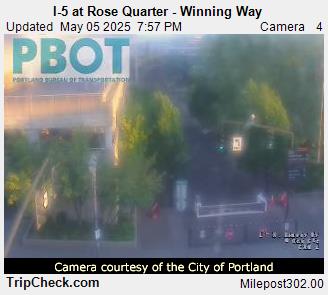 I-5 at Rose Quarter - Winning Way
Updated May 05 2025 7:57 PM Camera 4
PBOT
PORTLAND BUREAU OF TRANSPORTATION
Camera courtesy of the City of Portland
TripCheck.com Milepost302.00